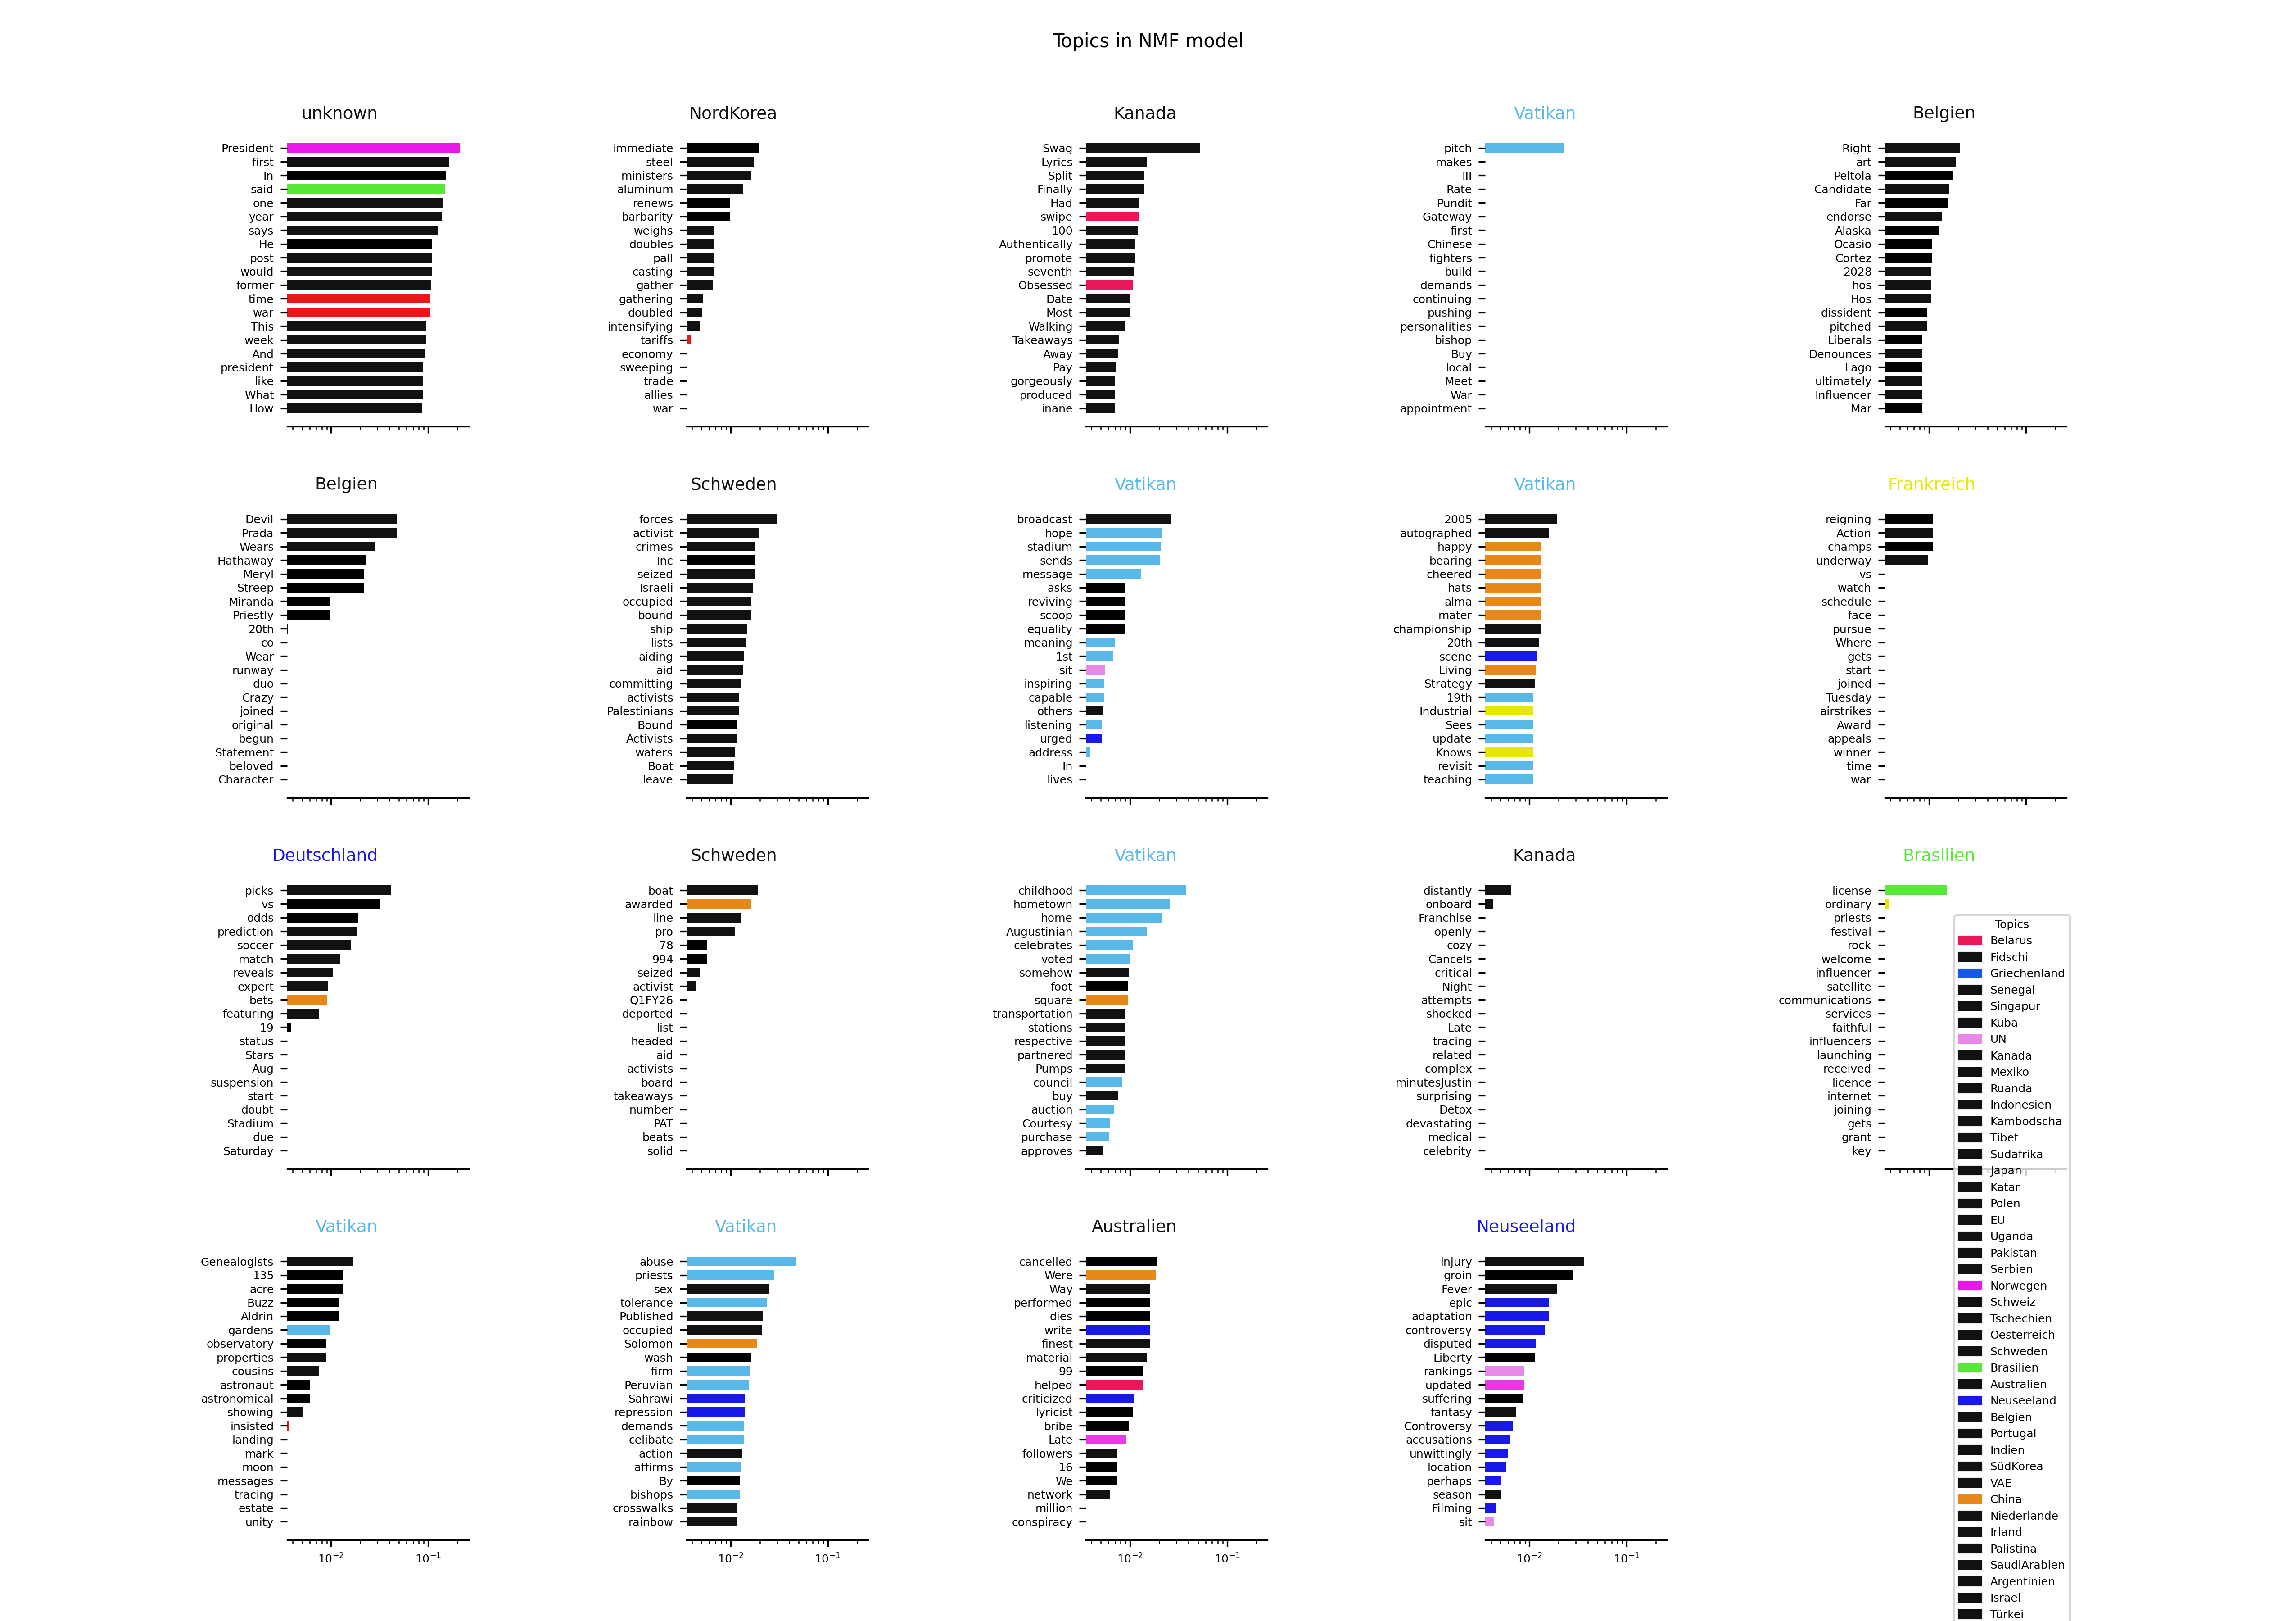 Topics in NMF model
unknown
President
first
In
said
one
year
says
He
post
would
former
time
war
This
week
And
president
like
What
How
NordKorea
immediate
steel
ministers
aluminum
renews
barbarity
weighs
doubles
pall
casting
gather
gathering
doubled
intensifying
tariffs
economy
sweeping
trade
allies
war
Kanada
Swag
Lyrics
Split
Finally
Had
swipe
100
Authentically
promote
seventh
Obsessed
Date
Most
Walking
Takeaways
Away
Pay
gorgeously
produced
inane
Vatikan
pitch
makes
III
Rate
Pundit
Gateway
first
Chinese
fighters
build
demands
continuing
pushing
personalities
bishop
Buy
local
Meet
War
appointment
Belgien
Right
art
Peltola
Candidate
Far
endorse
Alaska
Ocasio
Cortez
2028
hos
Hos
dissident
pitched
Liberals
Denounces
Lago
ultimately
Influencer
Mar
Belgien
Devil
Prada
Wears
Hathaway
Meryl
Streep
Miranda
Priestly
20th
co
Wear
runway
duo
Crazy
joined
original
begun
Statement
beloved
Character
Schweden
forces
activist
crimes
Inc
seized
Israeli
occupied
bound
ship
lists
aiding
aid
committing
activists
Palestinians
Bound
Activists
waters
Boat
leave
Vatikan
broadcast
hope
stadium
sends
message
asks
reviving
scoop
equality
meaning
1st
sit
inspiring
capable
others
listening
urged
address
In
lives
Vatikan
2005
autographed
happy
bearing
cheered
hats
alma
mater
championship
20th
scene
Living
Strategy
19th
Industrial
Sees
update
Knows
revisit
teaching
Frankreich
reigning
Action
champs
underway
vs
watch
schedule
face
pursue
Where
gets
start
joined
Tuesday
airstrikes
Award
appeals
winner
time
war
Deutschland
picks
vs
odds
prediction
soccer
match
reveals
expert
bets
featuring
19
status
Stars
Aug
suspension
start
doubt
Stadium
due
Saturday
Schweden
boat
awarded
line
pro
78
994
seized
activist
Q1FY26
deported
list
headed
aid
activists
board
takeaways
number
PAT
beats
solid
Vatikan
childhood
hometown
home
Augustinian
celebrates
voted
somehow
foot
square
transportation
stations
respective
partnered
Pumps
council
buy
auction
Courtesy
purchase
approves
Kanada
distantly
onboard
Franchise
openly
cozy
Cancels
critical
Night
attempts
shocked
Late
tracing
related
complex
minutesJustin
surprising
Detox
devastating
medical
celebrity
Brasilien
license
ordinary
priests
festival
rock
welcome
influencer
satellite
communications
services
faithful
influencers
launching
received
licence
internet
joining
gets
grant
key
Vatikan
Genealogists
135
acre
Buzz
Aldrin
gardens
observatory
properties
cousins
astronaut
astronomical
showing
insisted
landing
mark
moon
messages
tracing
estate
unity
10⁻² 10⁻¹
Vatikan
abuse
priests
sex
tolerance
Published
occupied
Solomon
wash
firm
Peruvian
Sahrawi
repression
demands
celibate
action
affirms
By
bishops
crosswalks
rainbow
10⁻² 10⁻¹
Australien
cancelled
Were
Way
performed
dies
write
finest
material
99
helped
criticized
lyricist
bribe
Late
followers
16
We
network
million
conspiracy
10⁻² 10⁻¹
Neuseeland
injury
groin
Fever
epic
adaptation
controversy
disputed
Liberty
rankings
updated
suffering
fantasy
Controversy
accusations
unwittingly
location
perhaps
season
Filming
sit
10⁻² 10⁻¹
Topics
Belarus
Fidschi
Griechenland
Senegal
Singapur
Kuba
UN
Kanada
Mexiko
Ruanda
Indonesien
Kambodscha
Tibet
Südafrika
Japan
Katar
Polen
EU
Uganda
Pakistan
Serbien
Norwegen
Schweiz
Tschechien
Oesterreich
Schweden
Brasilien
Australien
Neuseeland
Belgien
Portugal
Indien
SüdKorea
VAE
China
Niederlande
Irland
Palistina
SaudiArabien
Argentinien
Israel
Türkei